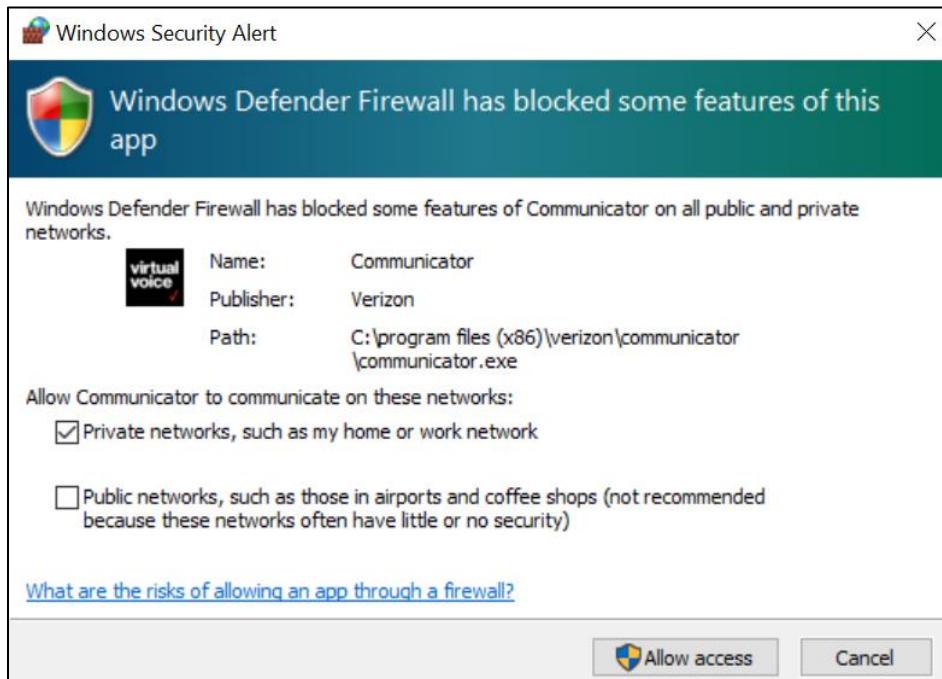 Windows Security Alert
Windows Defender Firewall has blocked some features of this
app
Windows Defender Firewall has blocked some features of Communicator on all public and private
networks.
virtual
voice
Name: Communicator
Publisher: Verizon
Path: C:\program files (x86)\verizon\communicator
\communicator.exe
Allow Communicator to communicate on these networks:
Private networks, such as my home or work network
Public networks, such as those in airports and coffee shops (not recommended
because these networks often have little or no security)
What are the risks of allowing an app through a firewall?
Allow access Cancel